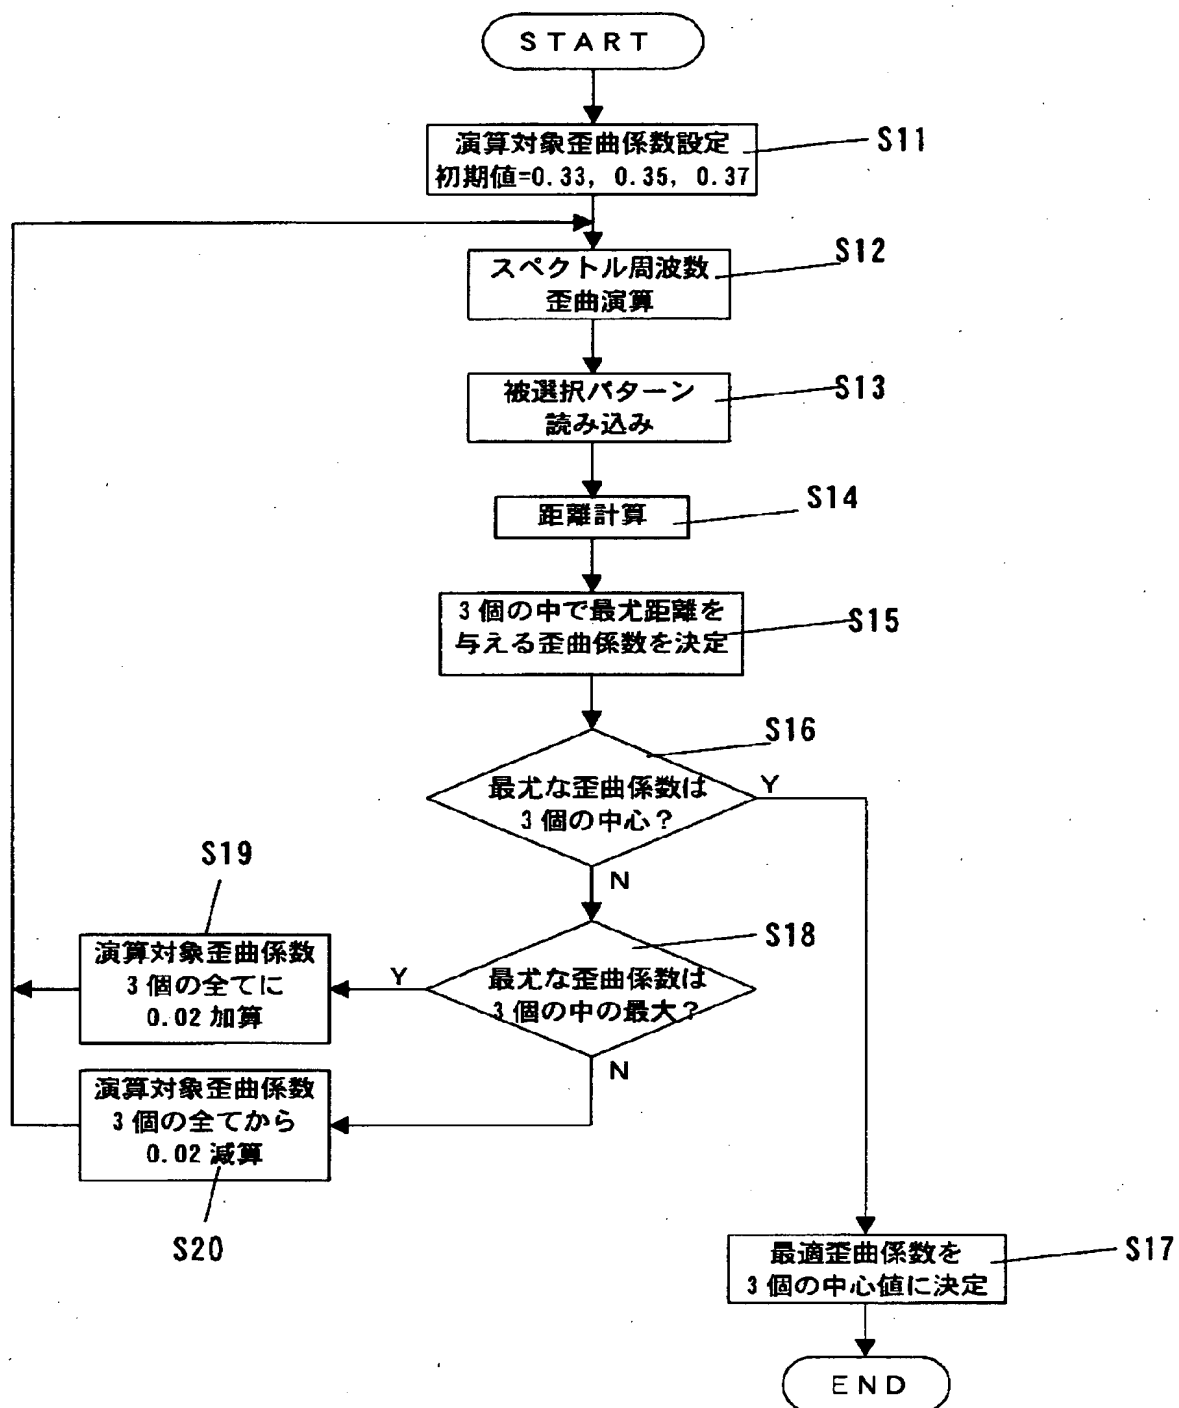 START
演算対象歪曲係数設定
初期値=0.33, 0.35, 0.37
S11
スペクトル周波数
歪曲演算
S12
被選択パターン
読み込み
S13
距離計算
S14
3個の中で最尤距離を
与える歪曲係数を決定
S15
最尤な歪曲係数は
3個の中心?
S16
Y
N
最尤な歪曲係数は
3個の中の最大?
S18
Y
N
S19
演算対象歪曲係数
3個の全てに
0.02加算
演算対象歪曲係数
3個の全てから
0.02減算
S20
最適歪曲係数を
3個の中心値に決定
S17
END